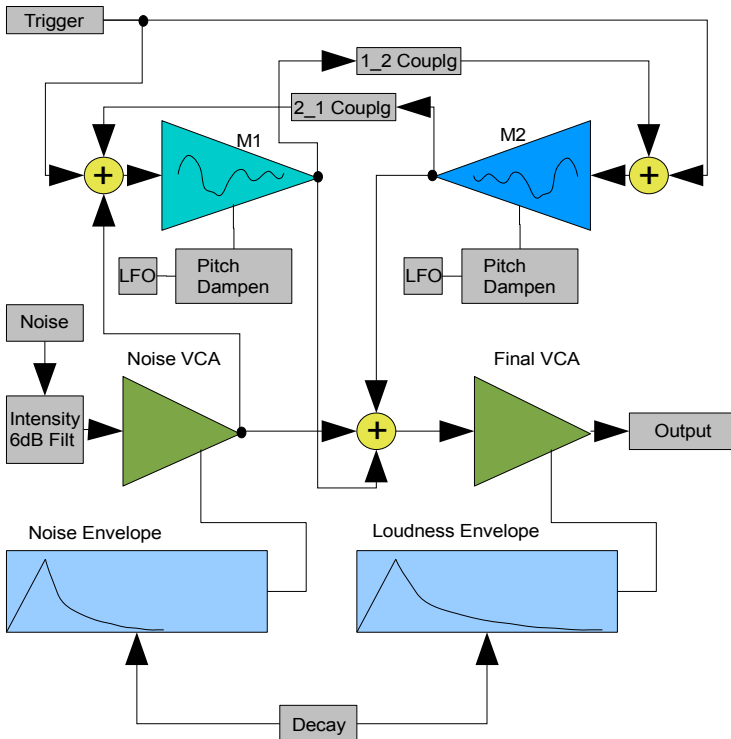 Trigger
1_2 Couplg
2_1 Couplg
M1
M2
+
+
LFO
Pitch
Dampen
LFO
Pitch
Dampen
Noise
Noise VCA
Final VCA
Intensity
6dB Filt
+
Output
Noise Envelope
Loudness Envelope
Decay